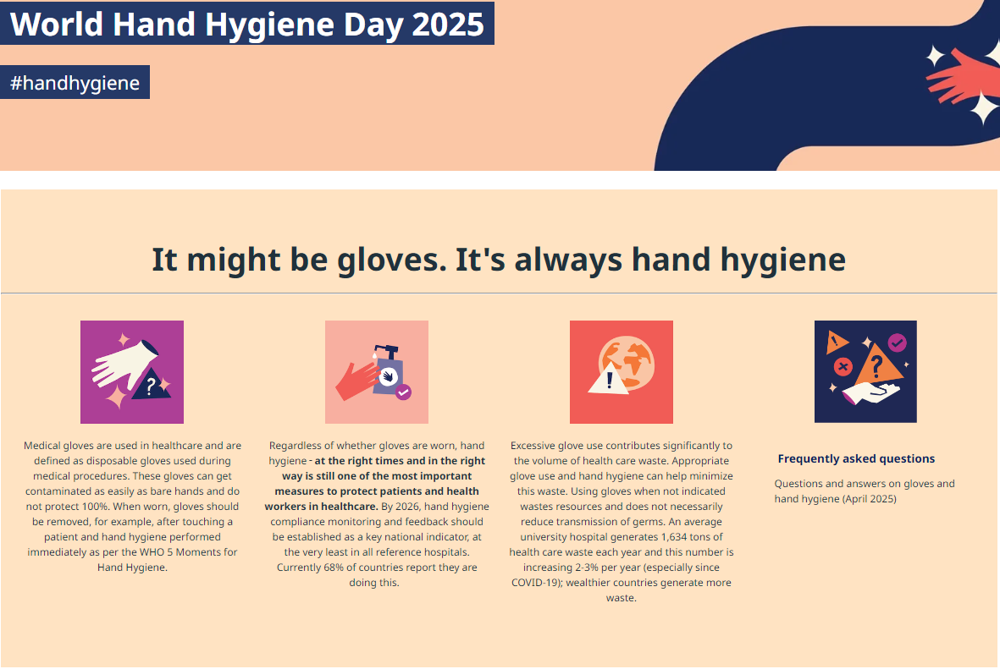 World Hand Hygiene Day 2025
#handhygiene
It might be gloves. It's always hand hygiene
Medical gloves are used in healthcare and are
defined as disposable gloves used during
medical procedures. These gloves can get
contaminated as easily as bare hands and do
not protect 100%. When worn, gloves should
be removed, for example, after touching a
patient and hand hygiene performed
immediately as per the WHO 5 Moments for
Hand Hygiene.
Regardless of whether gloves are worn, hand
hygiene - at the right times and in the right
way is still one of the most important
measures to protect patients and health
workers in healthcare. By 2026, hand hygiene
compliance monitoring and feedback should
be established as a key national indicator, at
the very least in all reference hospitals.
Currently 68% of countries report they are
doing this.
Excessive glove use contributes significantly to
the volume of health care waste. Appropriate
glove use and hand hygiene can help minimize
this waste. Using gloves when not indicated
wastes resources and does not necessarily
reduce transmission of germs. An average
university hospital generates 1,634 tons of
health care waste each year and this number is
increasing 2-3% per year (especially since
COVID-19); wealthier countries generate more
waste.
Frequently asked questions
Questions and answers on gloves and
hand hygiene (April 2025)